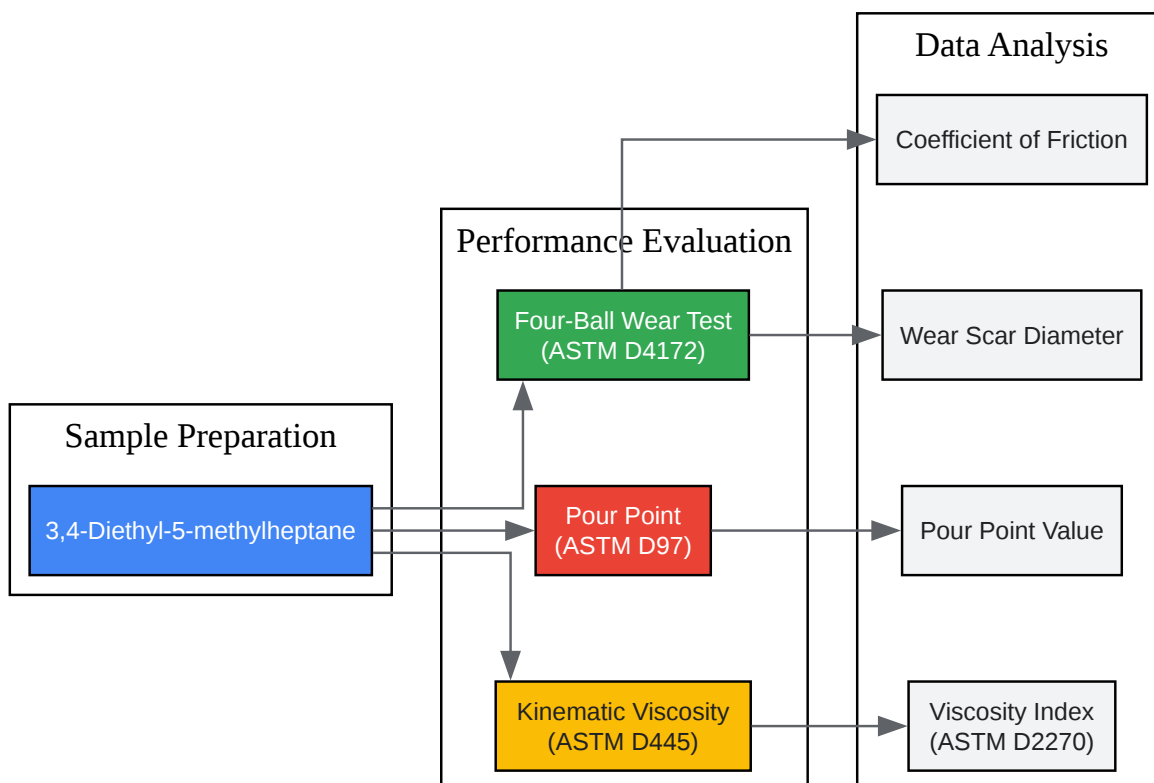 Data Analysis
Coefficient of Friction
Performance Evaluation
Four-Ball Wear Test
(ASTM D4172)
Wear Scar Diameter
Sample Preparation
3,4-Diethyl-5-methylheptane
Pour Point
(ASTM D97)
Pour Point Value
Kinematic Viscosity
(ASTM D445)
Viscosity Index
(ASTM D2270)